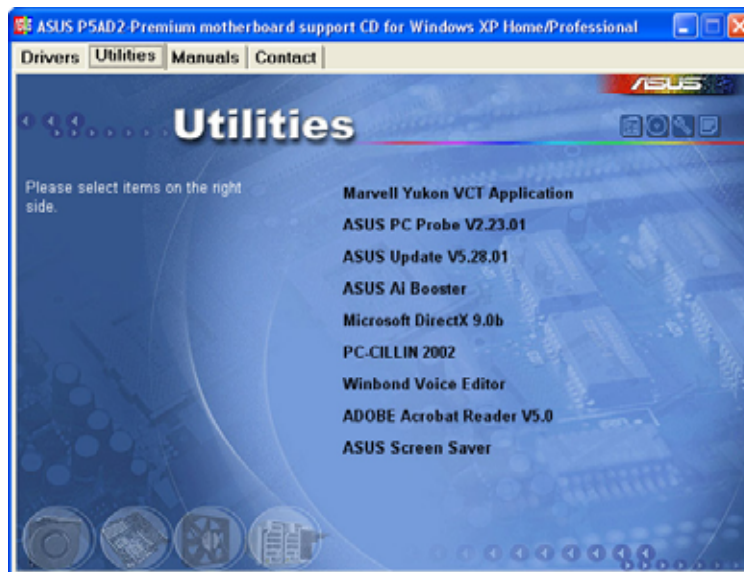 ASUS P5AD2-Premium motherboard support CD for Windows XP Home/Professional
Drivers Utilities Manuals Contact
ASUS
Utilities
Please select items on the right
side.
Marvell Yukon VCT Application
ASUS PC Probe V2.23.01
ASUS Update V5.28.01
ASUS AI Booster
Microsoft DirectX 9.0b
PC-CILLIN 2002
Winbond Voice Editor
ADOBE Acrobat Reader V5.0
ASUS Screen Saver